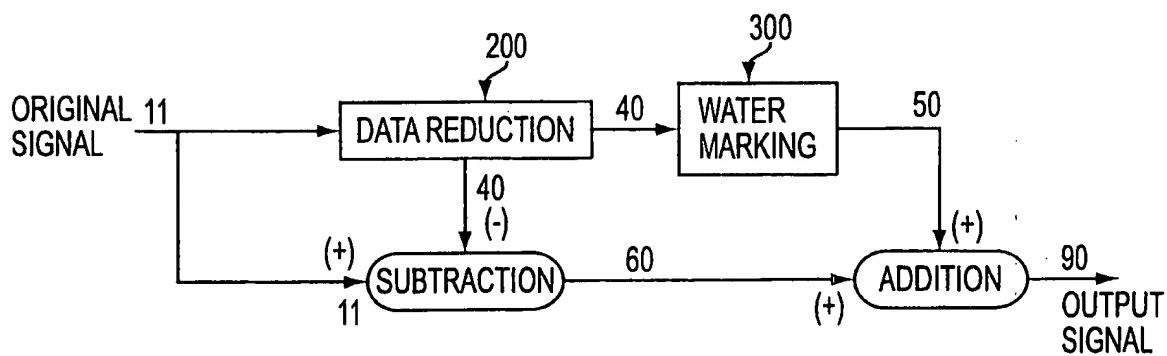 200
300
ORIGINAL
SIGNAL
11
DATA REDUCTION
40
WATER
MARKING
50
40
(-)
(+)
(+)
SUBTRACTION
11
60
(+)
ADDITION
90
OUTPUT
SIGNAL